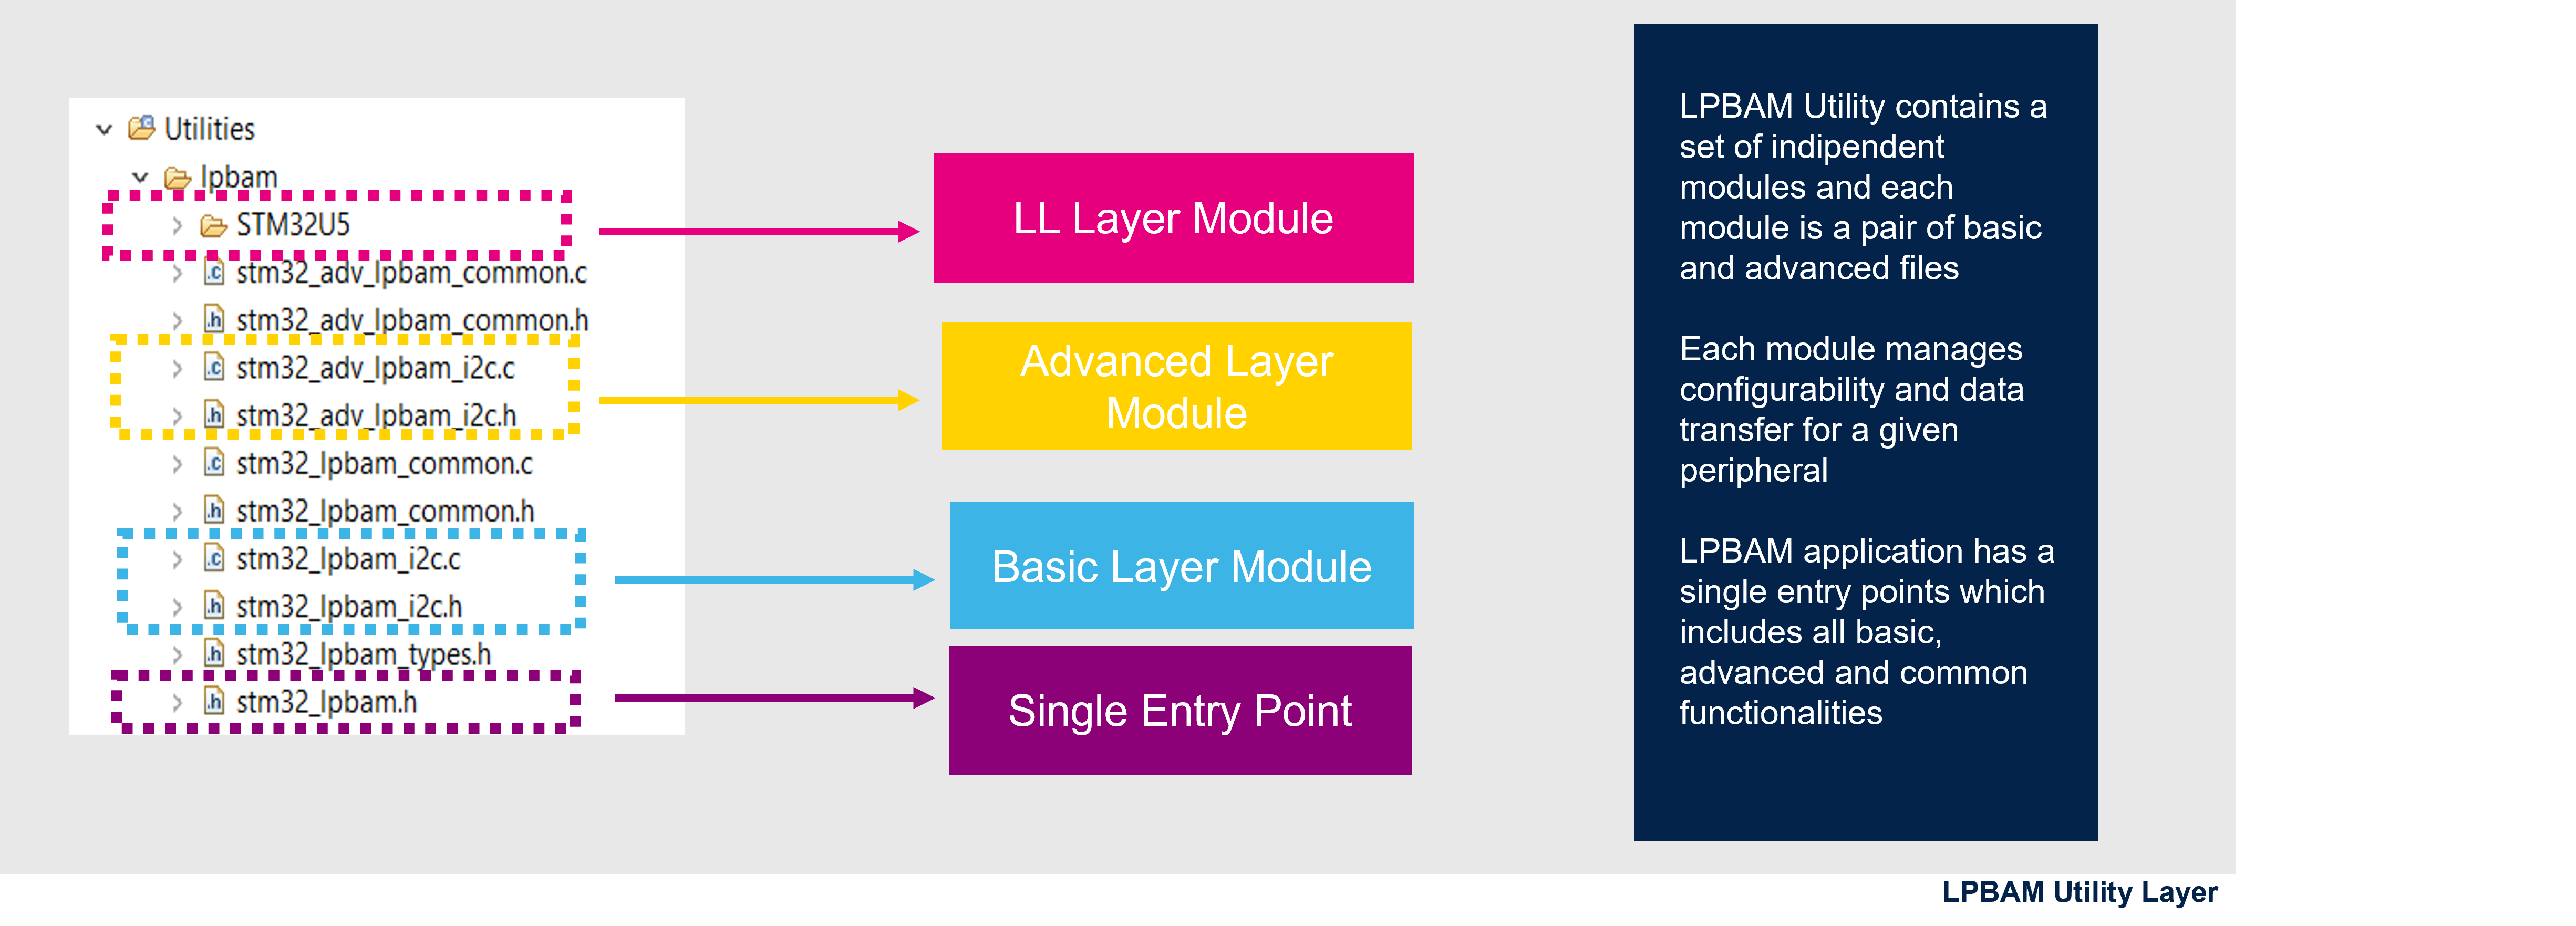 Utilities
lpbam
STM32U5
stm32_adv_lpbam_common.c
stm32_adv_lpbam_common.h
stm32_adv_lpbam_i2c.c
stm32_adv_lpbam_i2c.h
stm32_lpbam_common.c
stm32_lpbam_common.h
stm32_lpbam_i2c.c
stm32_lpbam_i2c.h
stm32_lpbam_types.h
stm32_lpbam.h
LL Layer Module
Advanced Layer
Module
Basic Layer Module
Single Entry Point
LPBAM Utility contains a
set of indipendent
modules and each
module is a pair of basic
and advanced files
Each module manages
configurability and data
transfer for a given
peripheral
LPBAM application has a
single entry points which
includes all basic,
advanced and common
functionalities
LPBAM Utility Layer